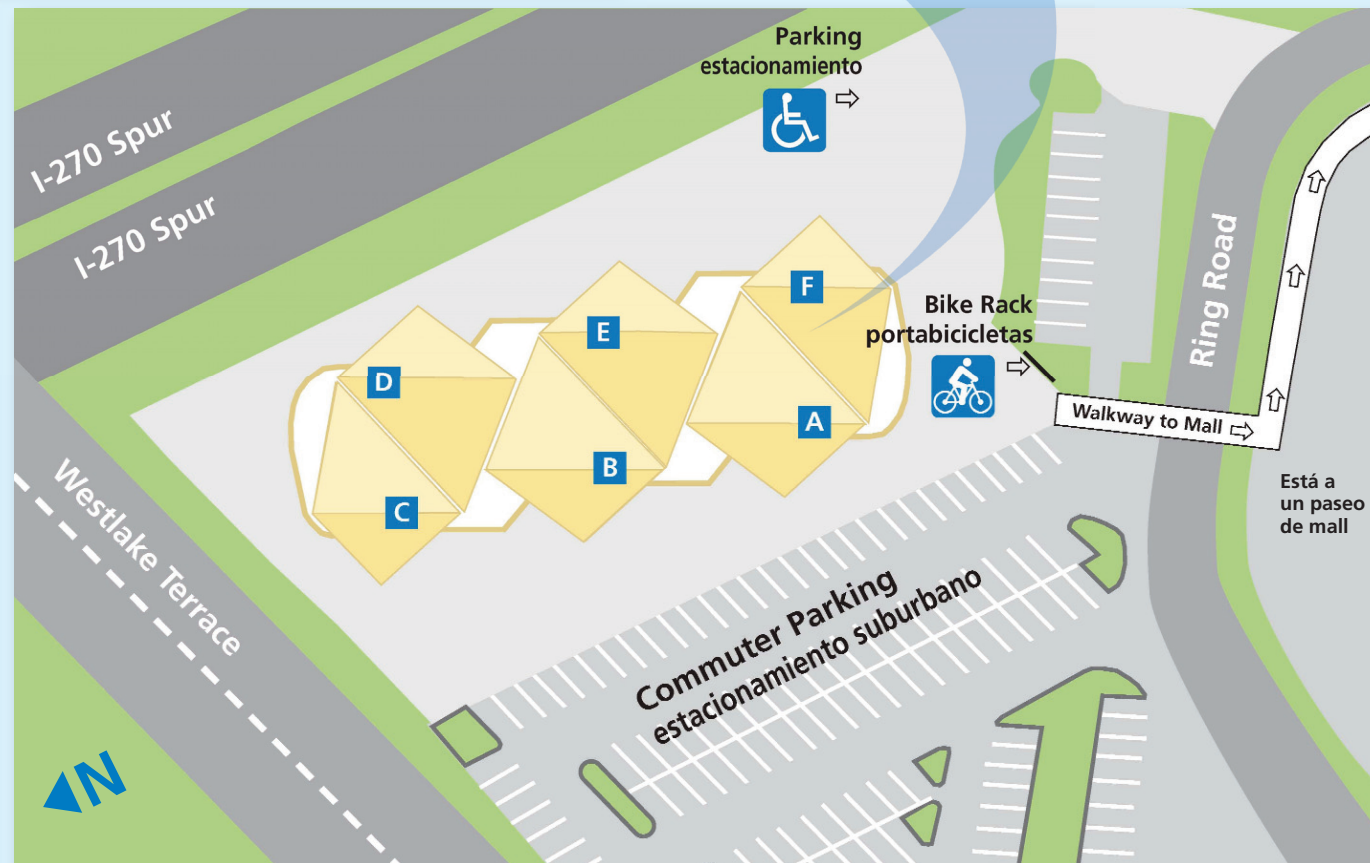 Parking
estacionamiento
I-270 Spur
I-270 Spur
F
Bike Rack
portabicicletas
Ring Road
E
D
A
Walkway to Mall
B
C
Westlake Terrace
Está a
un paseo
de mall
Commuter Parking
estacionamiento suburbano
N